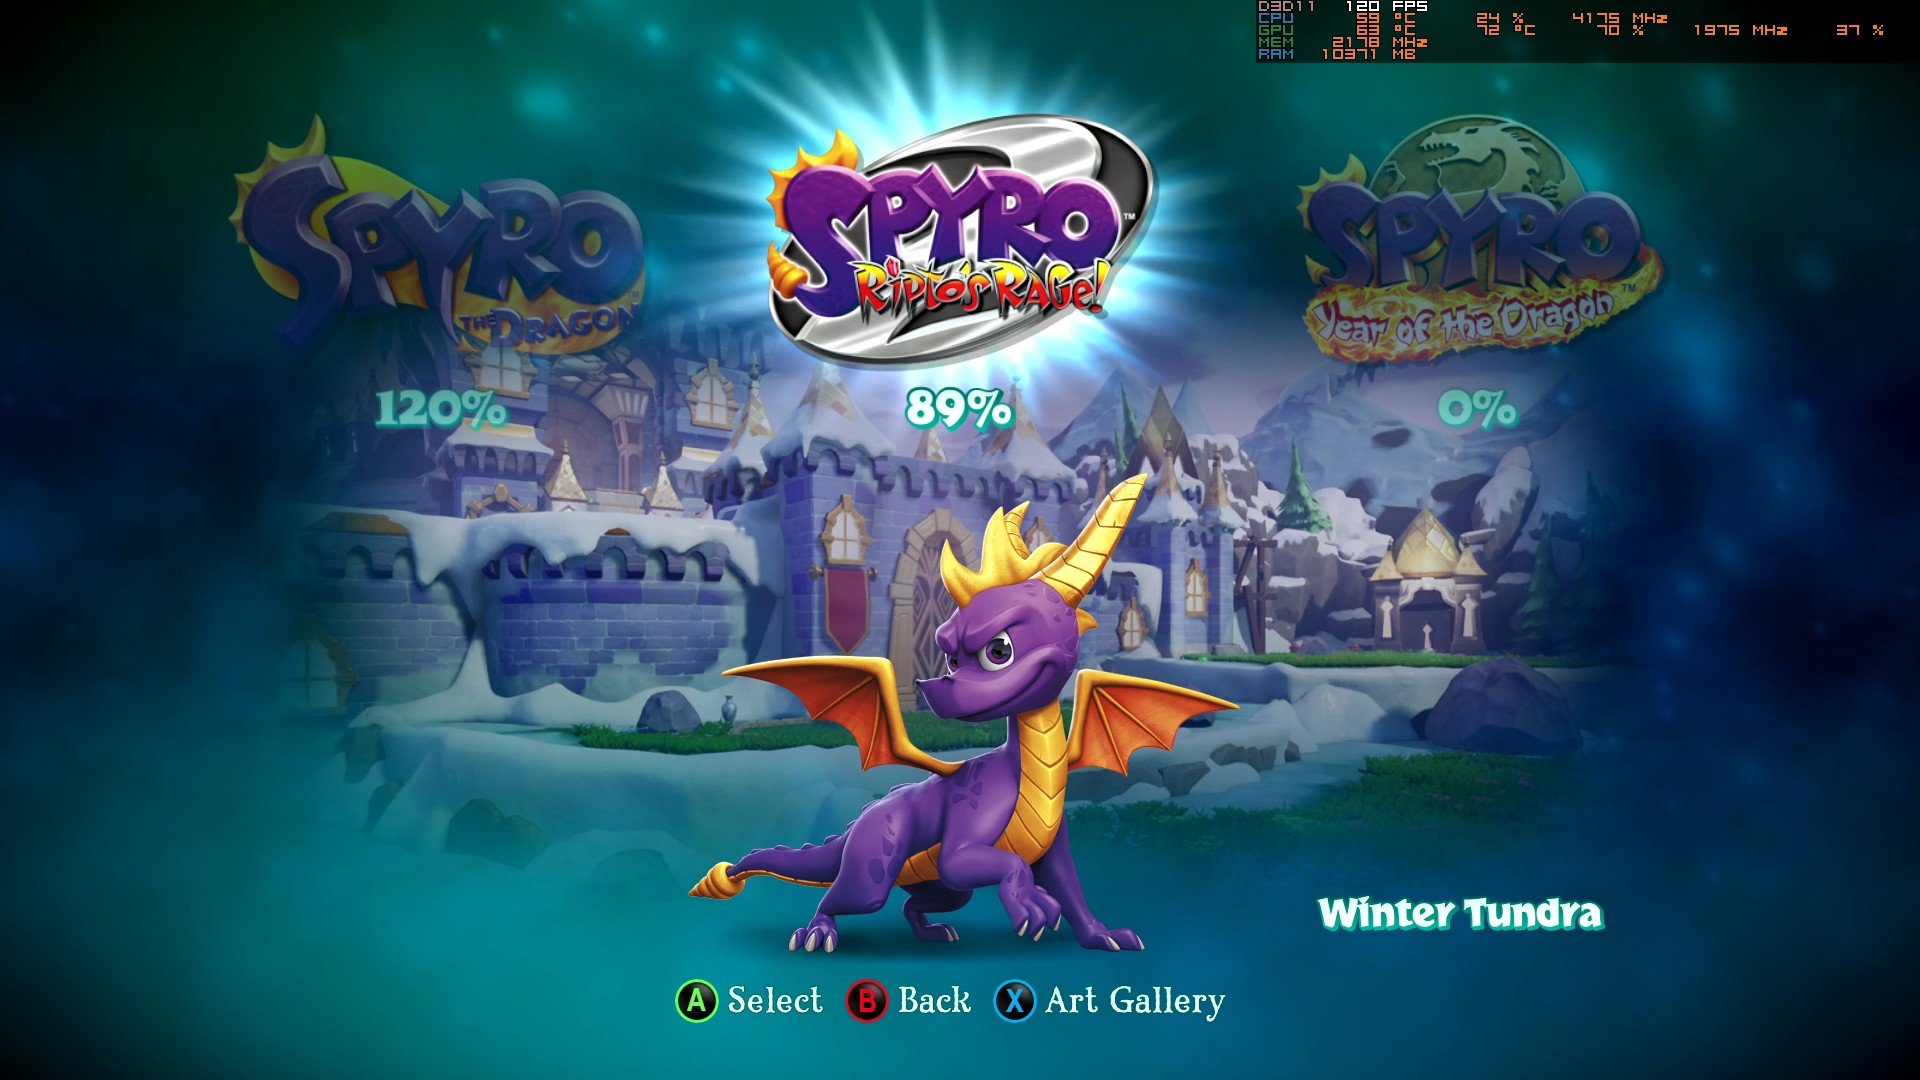 D3D11 120 FPS
CPU 59 °C 24 % 4175 MHz
GPU 63 °C 72 °C 70 % 1975 MHz 37 %
MEM 2178 MHz
RAM 10371 MB
SPYRO
THE DRAGON
SPYRO™
Ripto's Rage!
SPYRO
Year of the Dragon™
120%
89%
0%
Winter Tundra
A Select B Back X Art Gallery